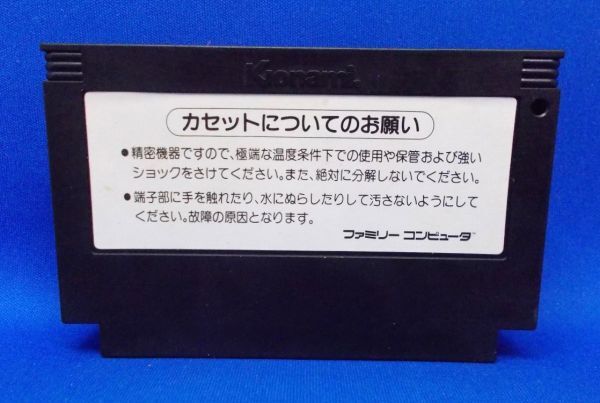 Konami
カセットについてのお願い
●精密機器ですので、極端な温度条件下での使用や保管および強い
ショックをさけてください。また、絶対に分解しないでください。
●端子部に手を触れたり、水にぬらしたりして汚さないようにして
ください。故障の原因となります。
ファミリー コンピュータ™